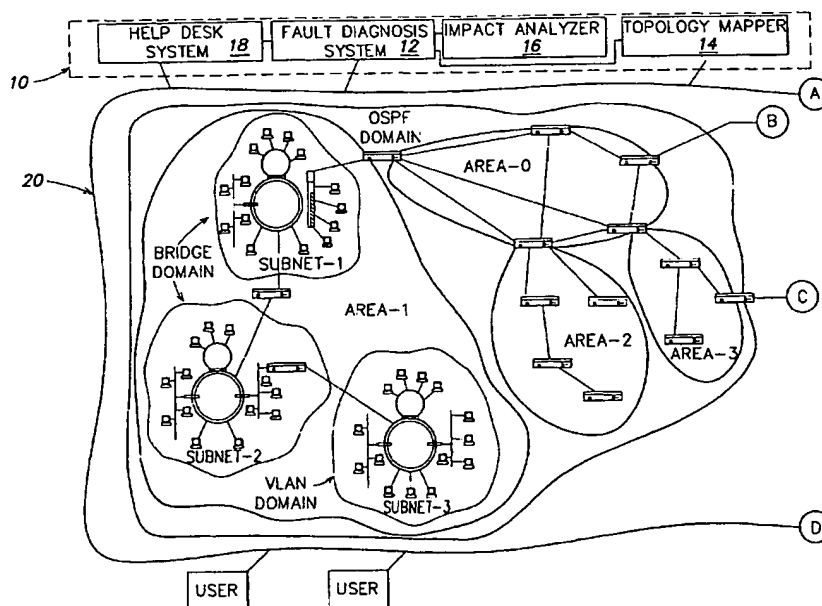 HELP DESK
SYSTEM 18
FAULT DIAGNOSIS
SYSTEM 12
IMPACT ANALYZER
16
TOPOLOGY MAPPER
14
10
A
OSPF
DOMAIN
B
AREA-0
20
BRIDGE
DOMAIN
SUBNET-1
C
AREA-1
AREA-2
AREA-3
SUBNET-2
VLAN
DOMAIN
SUBNET-3
D
USER
USER